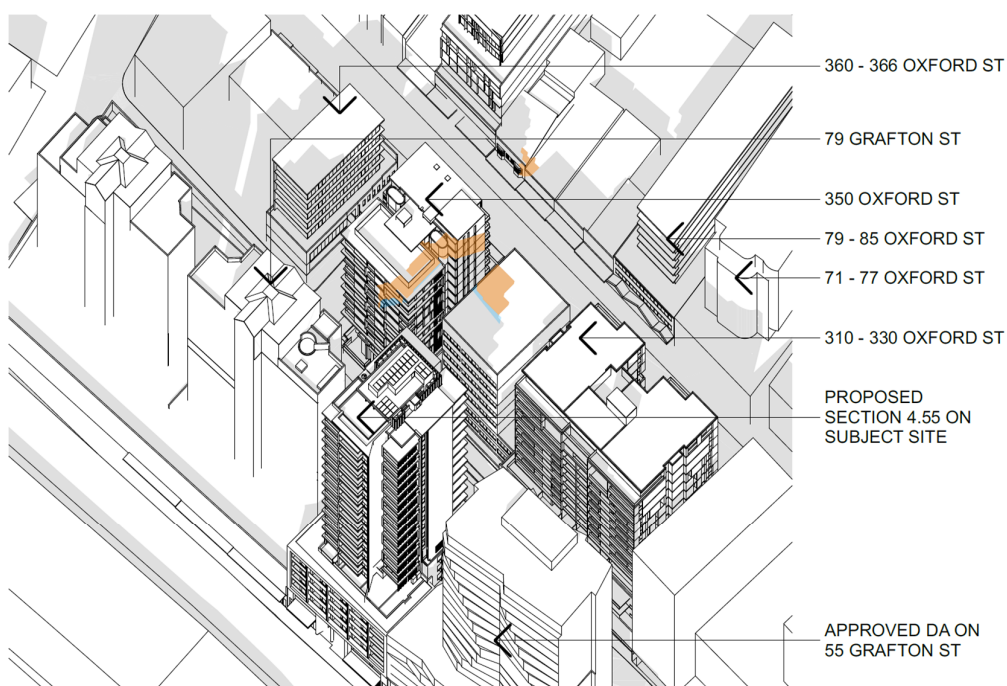 360 - 366 OXFORD ST
79 GRAFTON ST
350 OXFORD ST
79 - 85 OXFORD ST
71 - 77 OXFORD ST
310 - 330 OXFORD ST
PROPOSED
SECTION 4.55 ON
SUBJECT SITE
APPROVED DA ON
55 GRAFTON ST